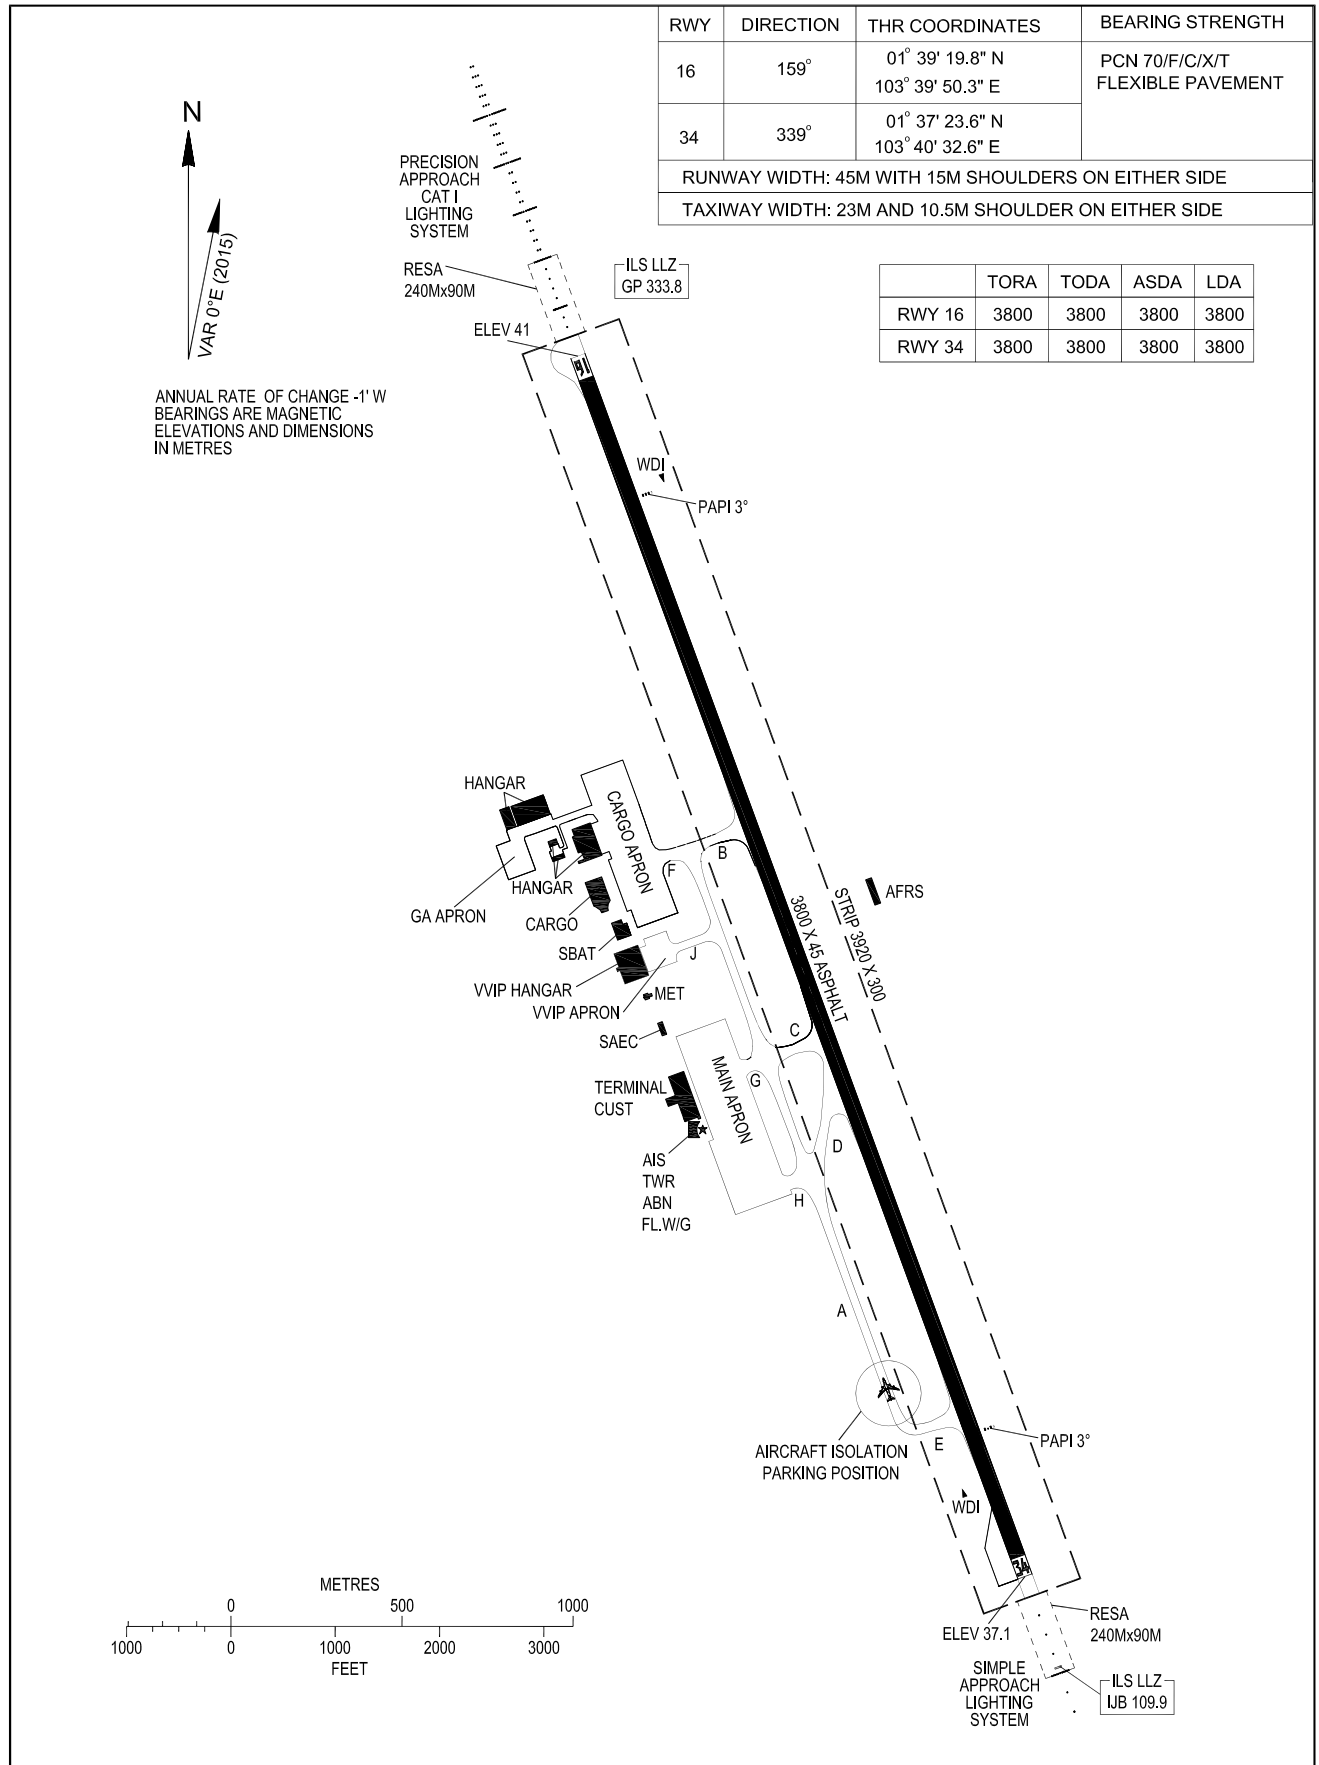 RWY DIRECTION THR COORDINATES BEARING STRENGTH
16 159° 01° 39' 19.8" N
103° 39' 50.3" E
PCN 70/F/C/X/T
FLEXIBLE PAVEMENT
34 339° 01° 37' 23.6" N
103° 40' 32.6" E
RUNWAY WIDTH: 45M WITH 15M SHOULDERS ON EITHER SIDE
TAXIWAY WIDTH: 23M AND 10.5M SHOULDER ON EITHER SIDE
TORA TODA ASDA LDA
RWY 16 3800 3800 3800 3800
RWY 34 3800 3800 3800 3800
N
VAR 0°E (2015)
ANNUAL RATE OF CHANGE -1' W
BEARINGS ARE MAGNETIC
ELEVATIONS AND DIMENSIONS
IN METRES
PRECISION
APPROACH
CAT I
LIGHTING
SYSTEM
RESA
240Mx90M
ILS LLZ
GP 333.8
ELEV 41
16
WDI
PAPI 3°
HANGAR
CARGO APRON
B
F
HANGAR
GA APRON
CARGO
SBAT
J
VVIP HANGAR
VVIP APRON
MET
SAEC
AFRS
STRIP 3920 X 300
3800 X 45 ASPHALT
C
MAIN APRON
G
TERMINAL
CUST
D
AIS
TWR
ABN
FL.W/G
H
A
AIRCRAFT ISOLATION
PARKING POSITION
E
PAPI 3°
WDI
34
ELEV 37.1
RESA
240Mx90M
SIMPLE
APPROACH
LIGHTING
SYSTEM
ILS LLZ
IJB 109.9
METRES
0 500 1000
1000 0 1000 2000 3000
FEET